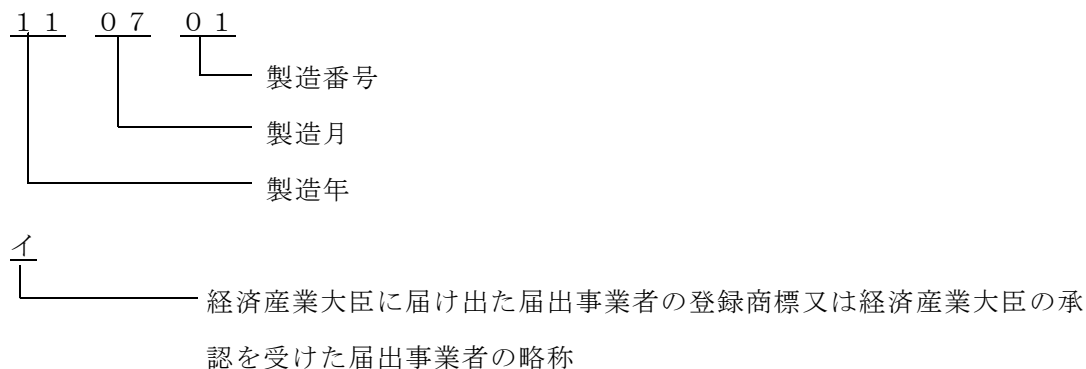 １１ ０７ ０１
製造番号
製造月
製造年
イ
経済産業大臣に届け出た届出事業者の登録商標又は経済産業大臣の承
認を受けた届出事業者の略称